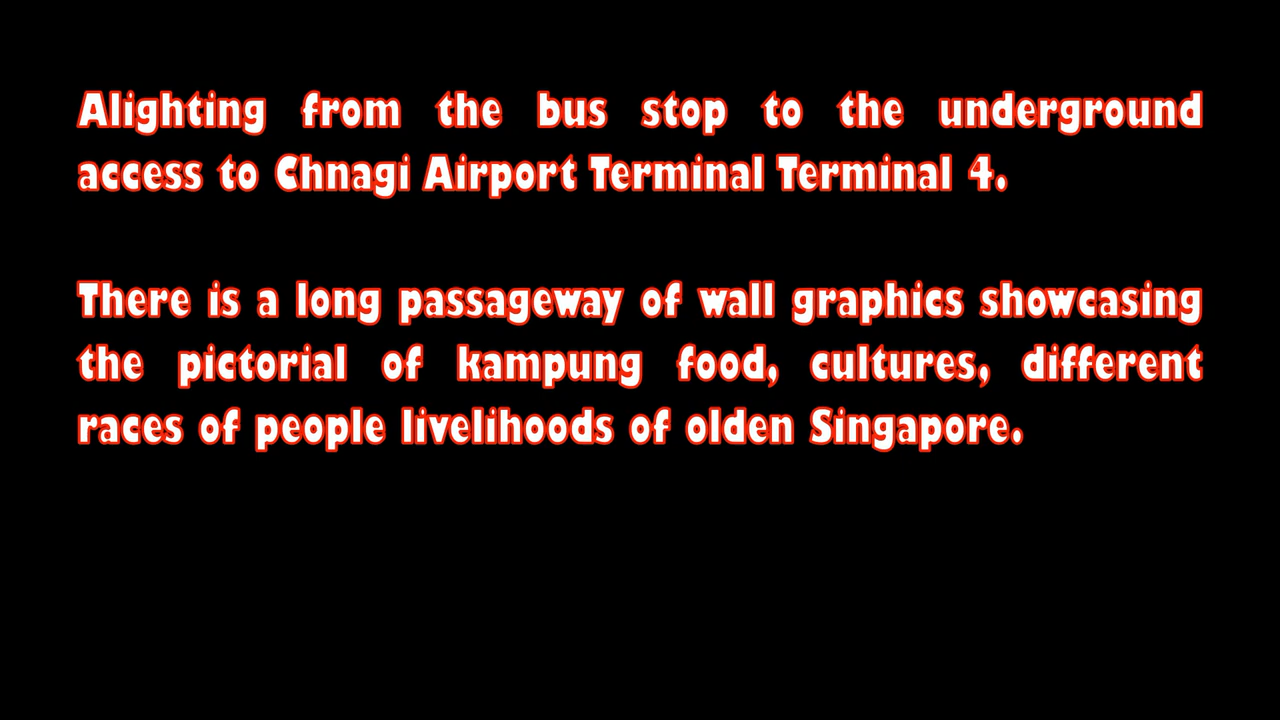 Alighting from the bus stop to the underground
access to Chnagi Airport Terminal Terminal 4.
There is a long passageway of wall graphics showcasing
the pictorial of kampung food, cultures, different
races of people livelihoods of olden Singapore.